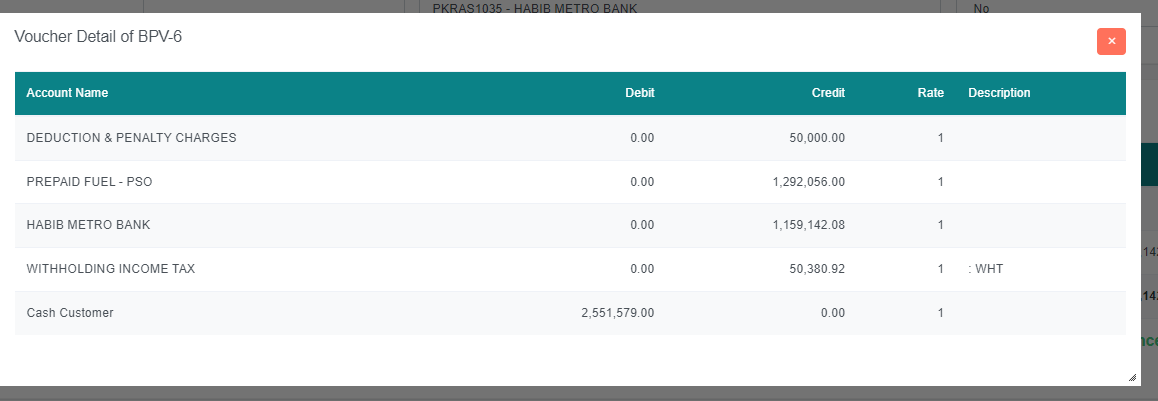 PKRAS1035 - HABIB METRO BANK No
Voucher Detail of BPV-6
×
Account Name Debit Credit Rate Description
DEDUCTION & PENALTY CHARGES 0.00 50,000.00 1
PREPAID FUEL - PSO 0.00 1,292,056.00 1
HABIB METRO BANK 0.00 1,159,142.08 1
WITHHOLDING INCOME TAX 0.00 50,380.92 1 : WHT
Cash Customer 2,551,579.00 0.00 1